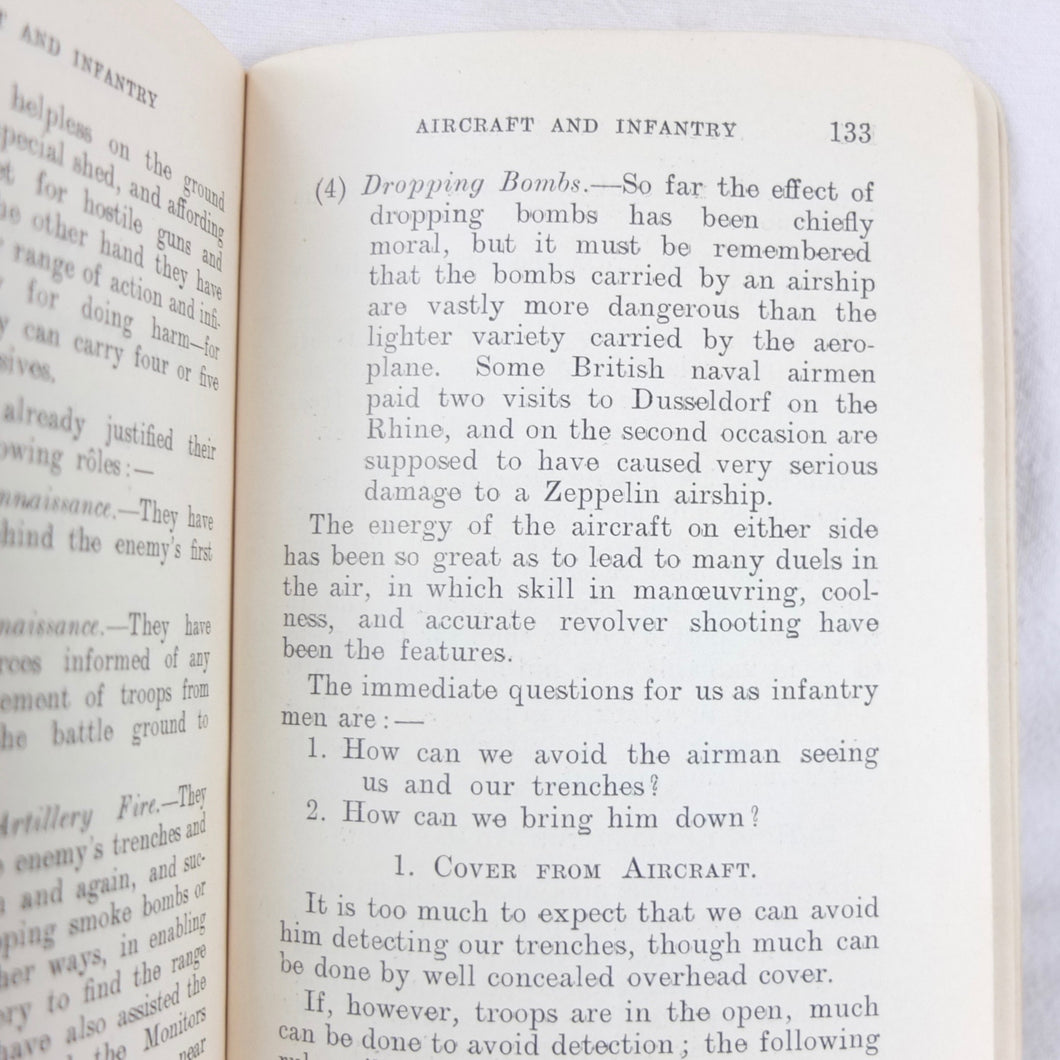 T AND INFANTRY
helpless on the ground
special shed, and affording
for hostile guns and
other hand they have
range of action and infi-
for doing harm—for
can carry four or five
already justified their
rôles:—
They have
the enemy's first
They have
informed of any
of troops from
battle ground to
Artillery Fire.—They
enemy's trenches and
and again, and suc-
smoke bombs or
ways, in enabling
to find the range
have also assisted the
the Monitors
near
AIRCRAFT AND INFANTRY 133
(4) Dropping Bombs.—So far the effect of
dropping bombs has been chiefly
moral, but it must be remembered
that the bombs carried by an airship
are vastly more dangerous than the
lighter variety carried by the aero-
plane. Some British naval airmen
paid two visits to Dusseldorf on the
Rhine, and on the second occasion are
supposed to have caused very serious
damage to a Zeppelin airship.
The energy of the aircraft on either side
has been so great as to lead to many duels in
the air, in which skill in manœuvring, cool-
ness, and accurate revolver shooting have
been the features.
The immediate questions for us as infantry
men are:—
1. How can we avoid the airman seeing
us and our trenches?
2. How can we bring him down?
1. COVER FROM AIRCRAFT.
It is too much to expect that we can avoid
him detecting our trenches, though much can
be done by well concealed overhead cover.
If, however, troops are in the open, much
can be done to avoid detection; the following